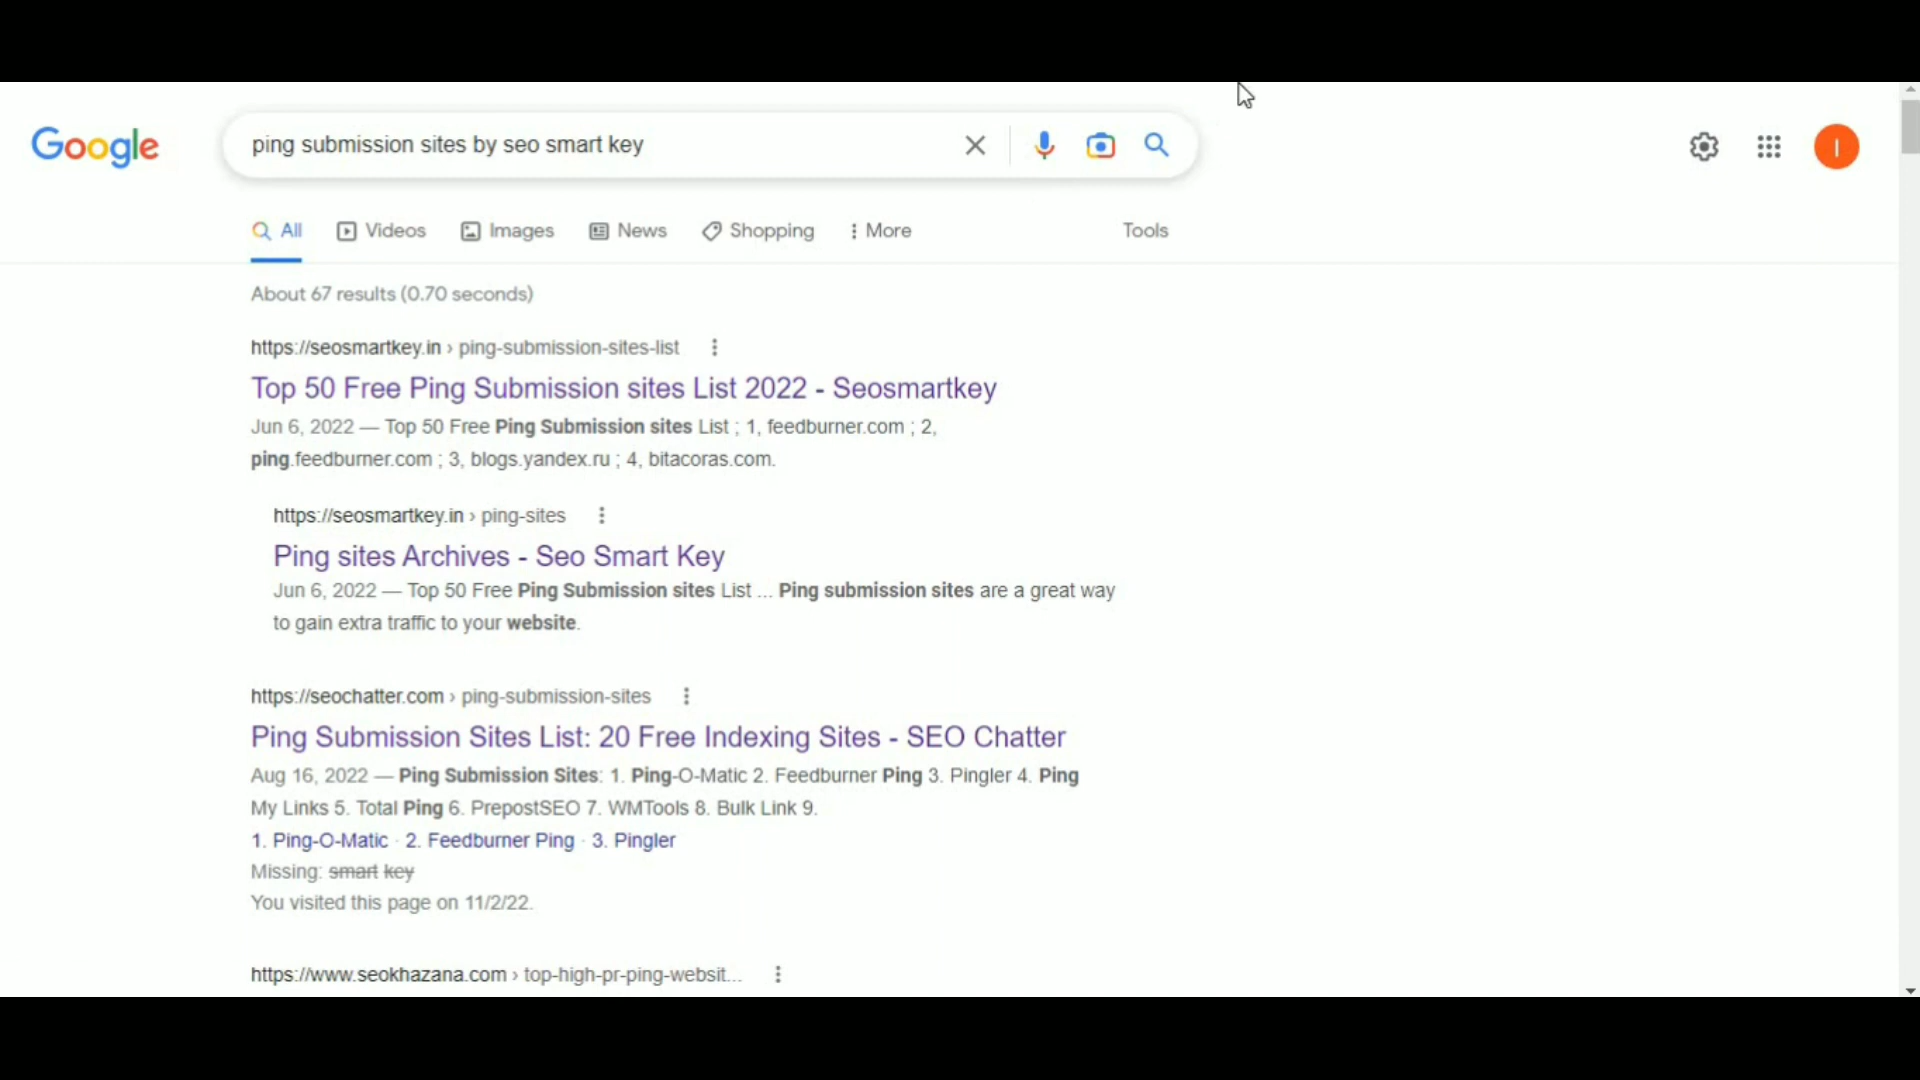 Google
ping submission sites by seo smart key
All Videos Images News Shopping More Tools
I
About 67 results (0.70 seconds)
https://seosmartkey.in › ping-submission-sites-list
Top 50 Free Ping Submission sites List 2022 - Seosmartkey
Jun 6, 2022 — Top 50 Free Ping Submission sites List ; 1, feedburner.com ; 2,
ping.feedburner.com ; 3, blogs.yandex.ru ; 4, bitacoras.com.
https://seosmartkey.in › ping-sites
Ping sites Archives - Seo Smart Key
Jun 6, 2022 — Top 50 Free Ping Submission sites List ... Ping submission sites are a great way
to gain extra traffic to your website.
https://seochatter.com › ping-submission-sites
Ping Submission Sites List: 20 Free Indexing Sites - SEO Chatter
Aug 16, 2022 — Ping Submission Sites: 1. Ping-O-Matic 2. Feedburner Ping 3. Pingler 4. Ping
My Links 5. Total Ping 6. PrepostSEO 7. WMTools 8. Bulk Link 9.
1. Ping-O-Matic · 2. Feedburner Ping · 3. Pingler
Missing: smart key
You visited this page on 11/2/22.
https://www.seokhazana.com › top-high-pr-ping-websit...